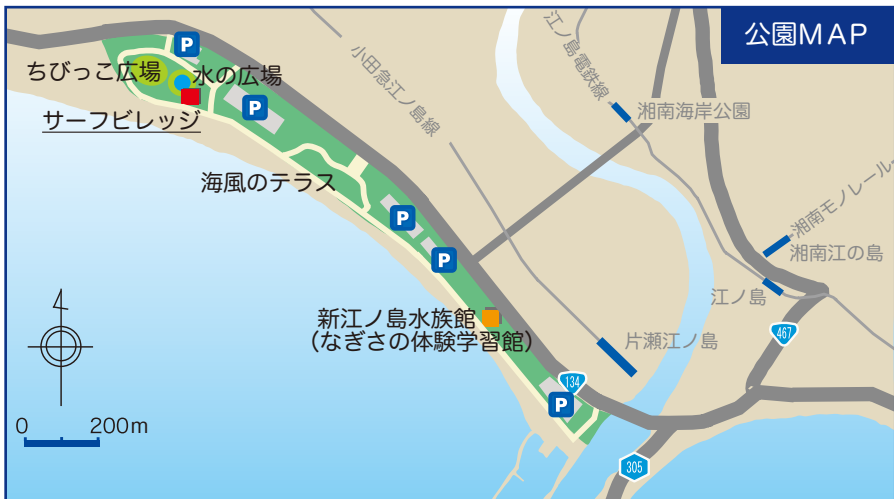 公園MAP
P
ちびっこ広場
水の広場
サーフビレッジ
P
海風のテラス
P
P
新江ノ島水族館
(なぎさの体験学習館)
P
小田急江ノ島線
江ノ島電鉄線
湘南海岸公園
湘南モノレール
湘南江の島
江ノ島
片瀬江ノ島
467
134
305
0 200m